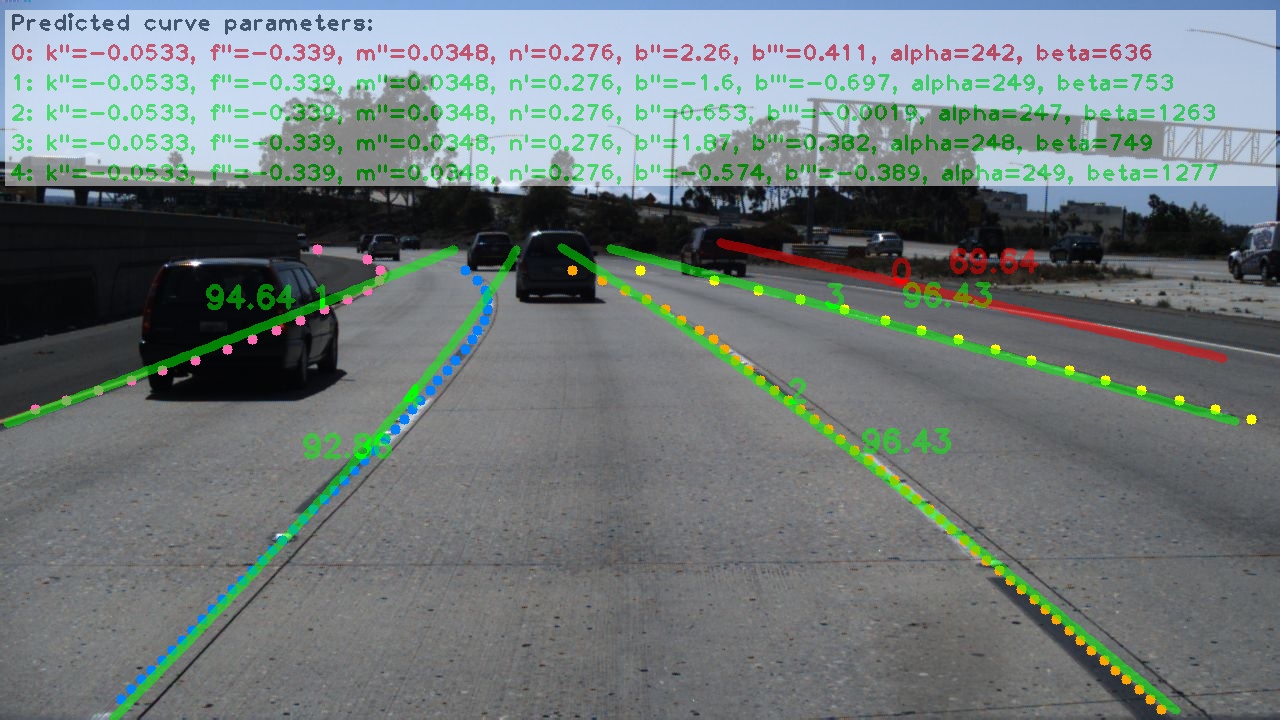 Predicted curve parameters:
0: k''=-0.0533, f''=-0.339, m''=0.0348, n'=0.276, b''=2.26, b'''=0.411, alpha=242, beta=636
1: k''=-0.0533, f''=-0.339, m''=0.0348, n'=0.276, b''=-1.6, b'''=-0.697, alpha=249, beta=753
2: k''=-0.0533, f''=-0.339, m''=0.0348, n'=0.276, b''=0.653, b'''=-0.0019, alpha=247, beta=1263
3: k''=-0.0533, f''=-0.339, m''=0.0348, n'=0.276, b''=1.87, b'''=0.382, alpha=248, beta=749
4: k''=-0.0533, f''=-0.339, m''=0.0348, n'=0.276, b''=-0.574, b'''=-0.389, alpha=249, beta=1277
0 69.64
94.64 1
3 96.43
2
96.43